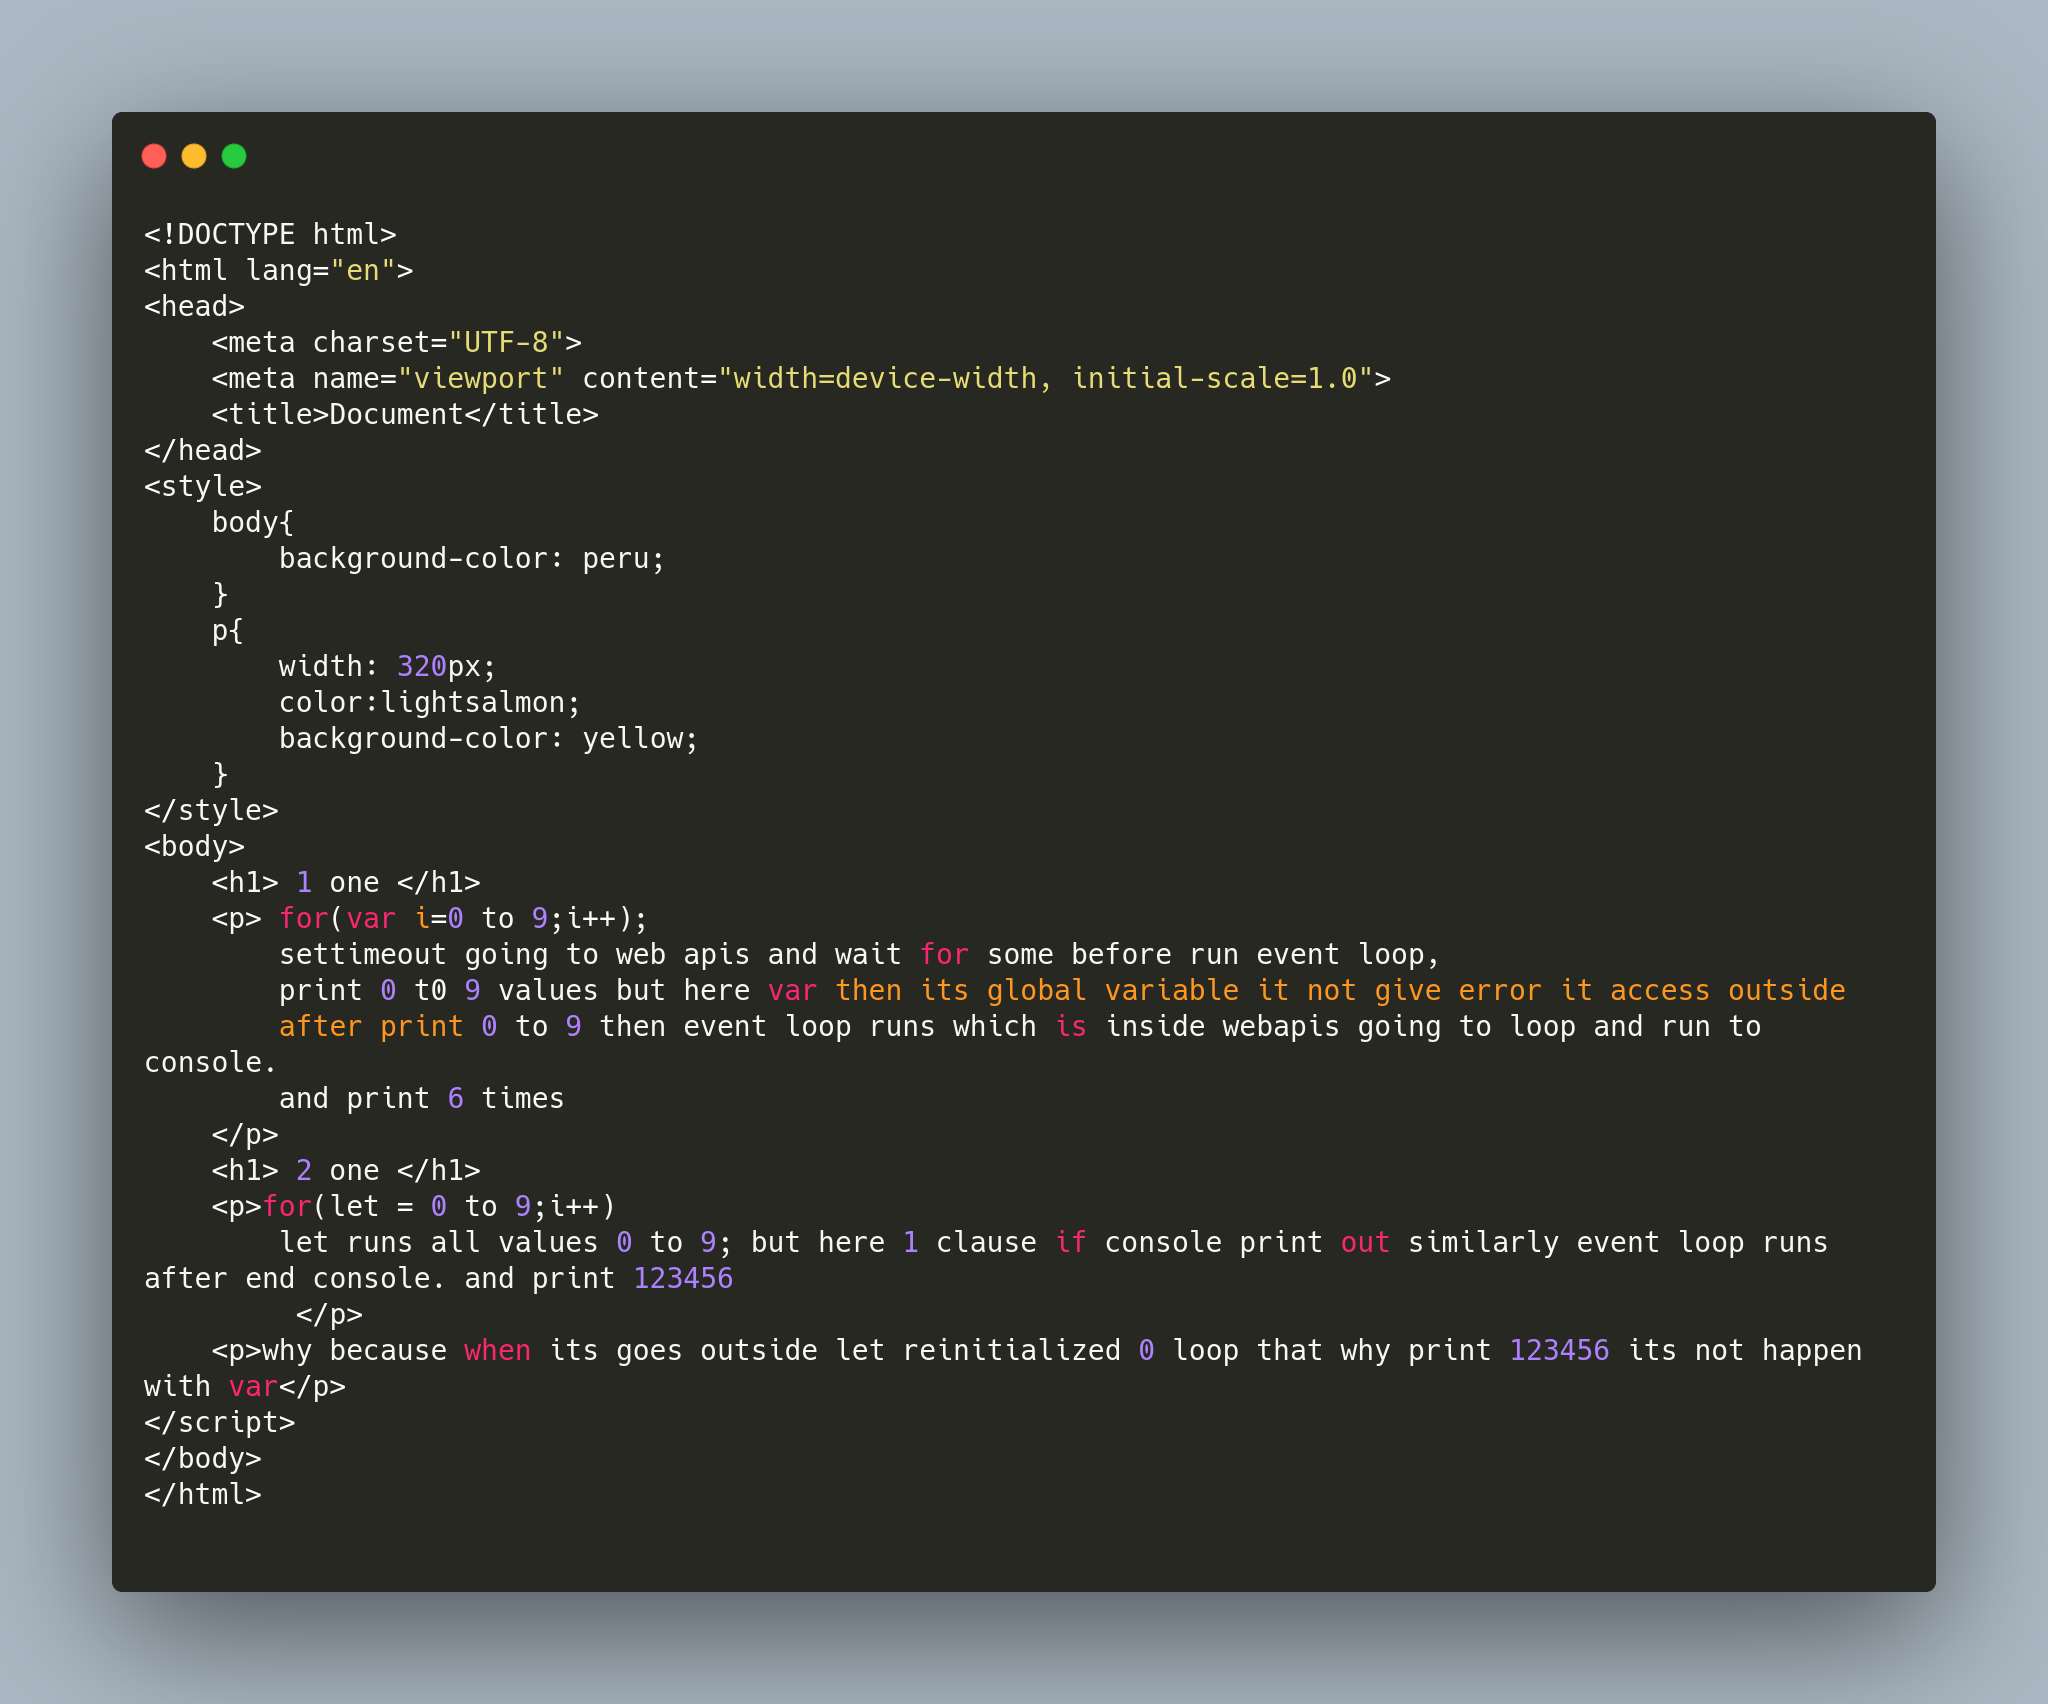 <!DOCTYPE html>
<html lang="en">
<head>
    <meta charset="UTF-8">
    <meta name="viewport" content="width=device-width, initial-scale=1.0">
    <title>Document</title>
</head>
<style>
    body{
        background-color: peru;
    }
    p{
        width: 320px;
        color:lightsalmon;
        background-color: yellow;
    }
</style>
<body>
    <h1> 1 one </h1>
    <p> for(var i=0 to 9;i++);
        settimeout going to web apis and wait for some before run event loop,
        print 0 t0 9 values but here var then its global variable it not give error it access outside
        after print 0 to 9 then event loop runs which is inside webapis going to loop and run to
console.
        and print 6 times
    </p>
    <h1> 2 one </h1>
    <p>for(let = 0 to 9;i++)
        let runs all values 0 to 9; but here 1 clause if console print out similarly event loop runs
after end console. and print 123456
         </p>
    <p>why because when its goes outside let reinitialized 0 loop that why print 123456 its not happen
with var</p>
</script>
</body>
</html>